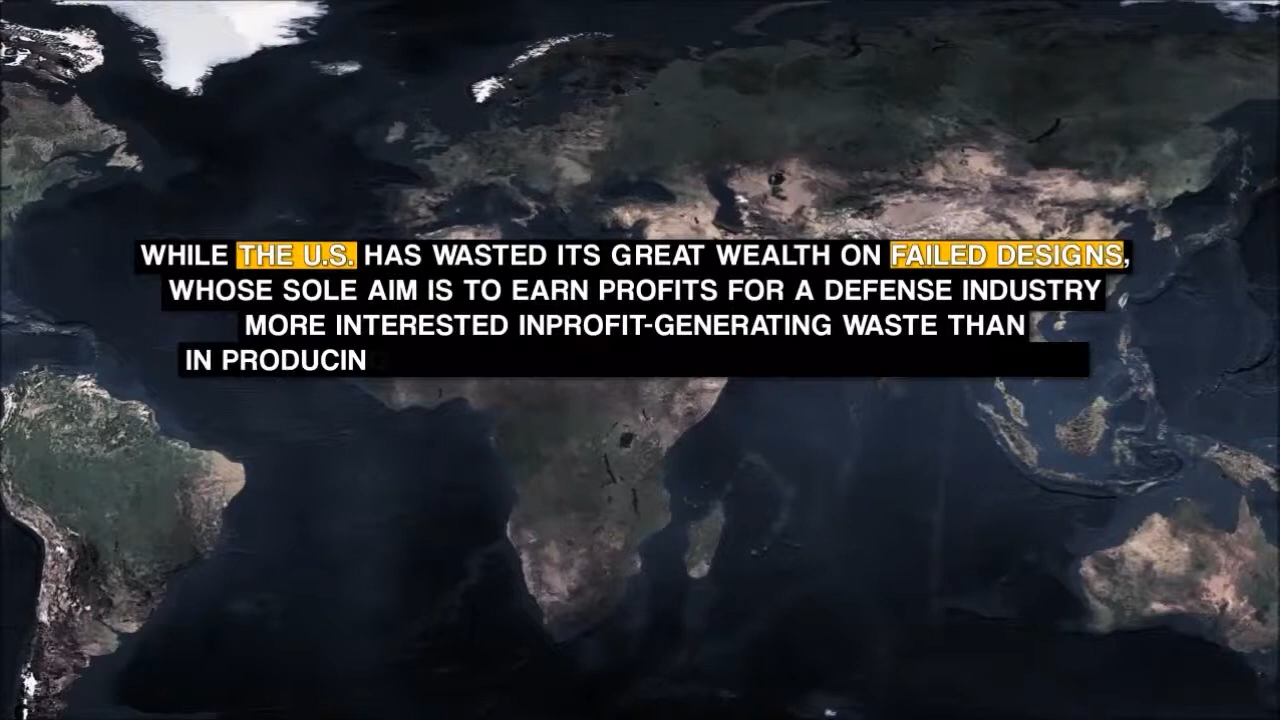 WHILE THE U.S. HAS WASTED ITS GREAT WEALTH ON FAILED DESIGNS,
WHOSE SOLE AIM IS TO EARN PROFITS FOR A DEFENSE INDUSTRY
MORE INTERESTED INPROFIT-GENERATING WASTE THAN
IN PRODUCIN